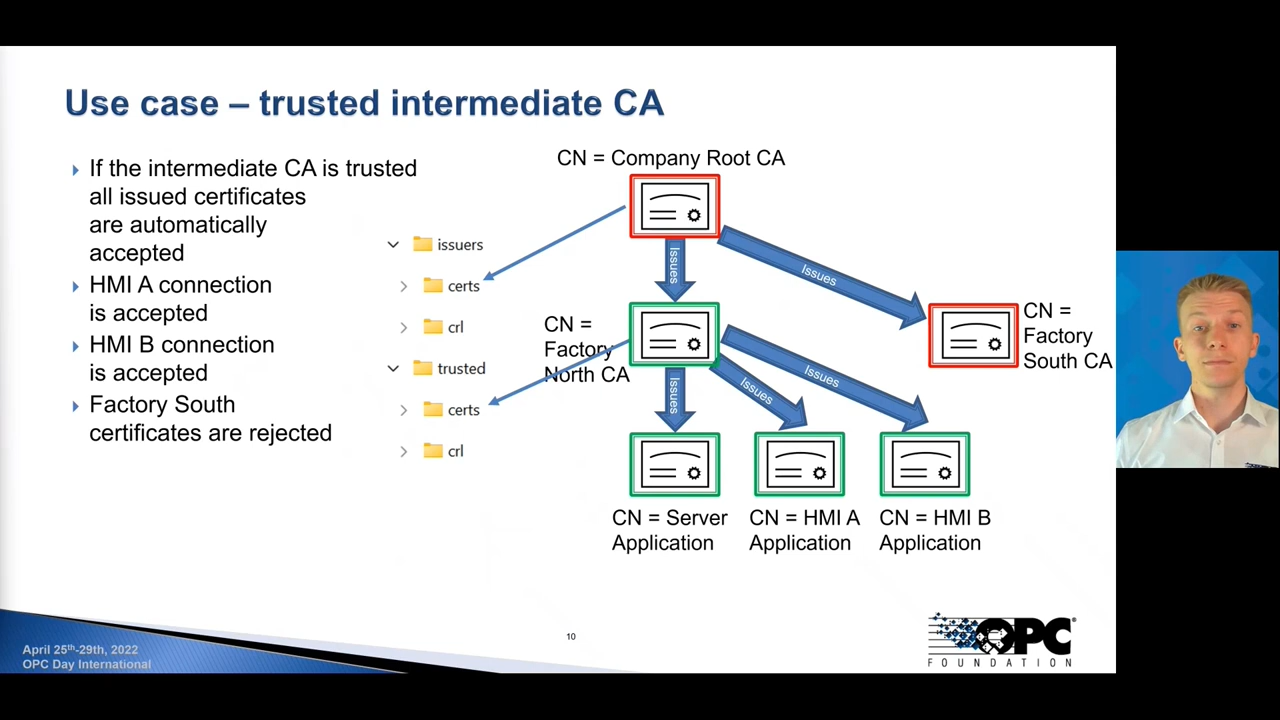 Use case – trusted intermediate CA
If the intermediate CA is trusted
all issued certificates
are automatically
accepted
HMI A connection
is accepted
HMI B connection
is accepted
Factory South
certificates are rejected
issuers
certs
crl
trusted
certs
crl
CN = Company Root CA
Issues
Issues
CN =
Factory
North CA
CN =
Factory
South CA
Issues
Issues
Issues
CN = Server
Application
CN = HMI A
Application
CN = HMI B
Application
April 25th-29th, 2022
OPC Day International
10
OPC
FOUNDATION